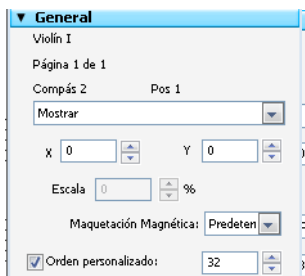 ▼ General
Violín I
Página 1 de 1
Compás 2 Pos 1
Mostrar
X 0 Y 0
Escala 0 %
Maquetación Magnética: Predeten
Orden personalizado: 32